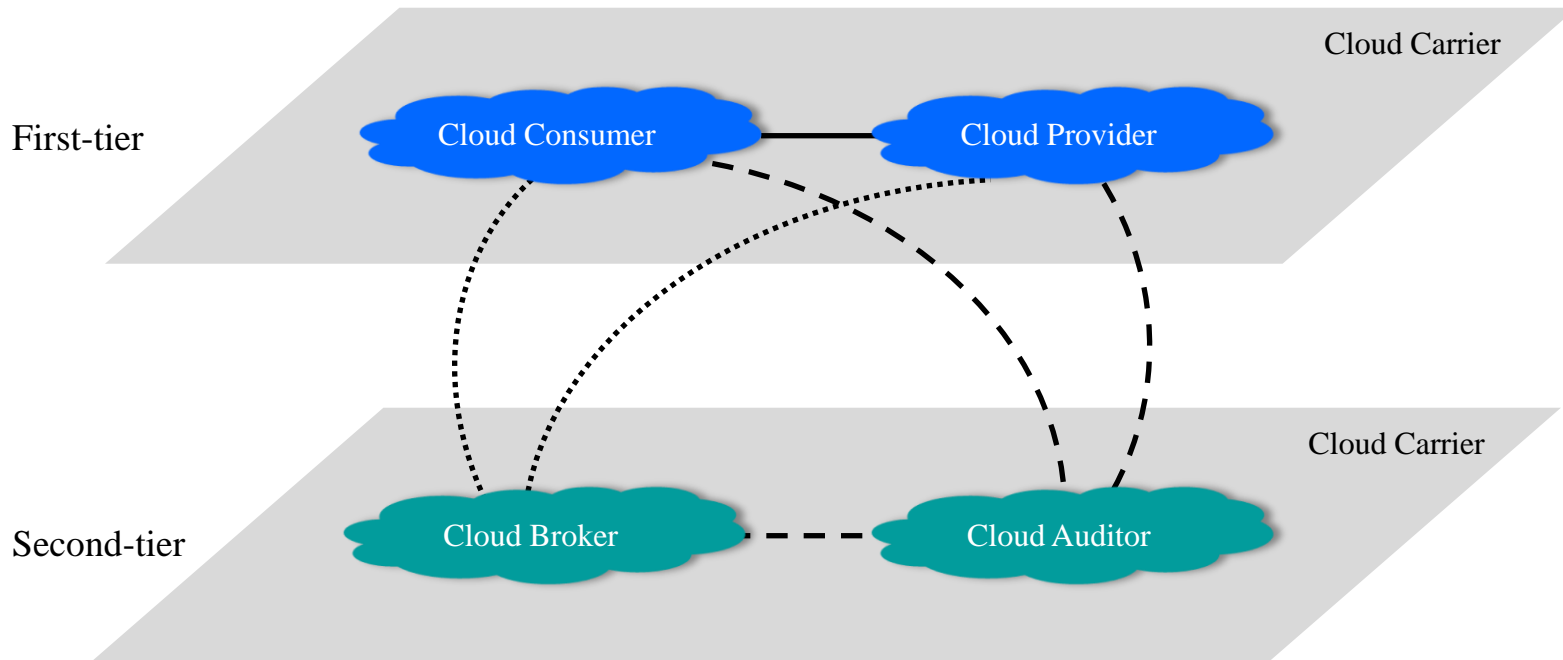 Cloud Carrier
First-tier
Cloud Consumer
Cloud Provider
Cloud Carrier
Second-tier
Cloud Broker
Cloud Auditor